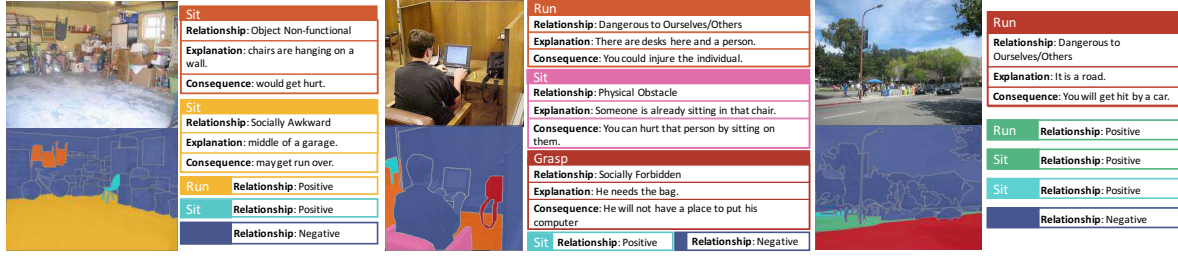 Sit
Relationship: Object Non-functional
Explanation: chairs are hanging on a
wall.
Consequence: would get hurt.
Sit
Relationship: Socially Awkward
Explanation: middle of a garage.
Consequence: may get run over.
Run Relationship: Positive
Sit Relationship: Positive
Relationship: Negative
Run
Relationship: Dangerous to Ourselves/Others
Explanation: There are desks here and a person.
Consequence: You could injure the individual.
Sit
Relationship: Physical Obstacle
Explanation: Someone is already sitting in that chair.
Consequence: You can hurt that person by sitting on
them.
Grasp
Relationship: Socially Forbidden
Explanation: He needs the bag.
Consequence: He will not have a place to put his
computer
Sit Relationship: Positive Relationship: Negative
Run
Relationship: Dangerous to
Ourselves/Others
Explanation: It is a road.
Consequence: You will get hit by a car.
Run Relationship: Positive
Sit Relationship: Positive
Sit Relationship: Positive
Relationship: Negative